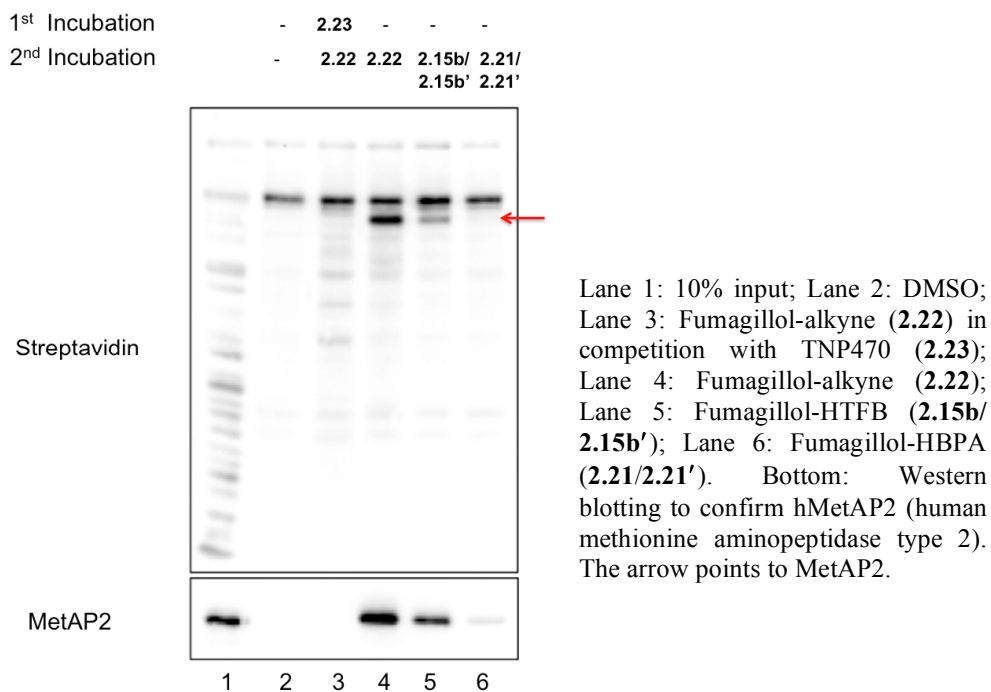 1st Incubation - 2.23 - - -
2nd Incubation - 2.22 2.22 2.15b/ 2.21/
2.15b' 2.21'
Streptavidin
MetAP2
1 2 3 4 5 6
Lane 1: 10% input; Lane 2: DMSO;
Lane 3: Fumagillol-alkyne (2.22) in
competition with TNP470 (2.23);
Lane 4: Fumagillol-alkyne (2.22);
Lane 5: Fumagillol-HTFB (2.15b/
2.15b′); Lane 6: Fumagillol-HBPA
(2.21/2.21′). Bottom: Western
blotting to confirm hMetAP2 (human
methionine aminopeptidase type 2).
The arrow points to MetAP2.